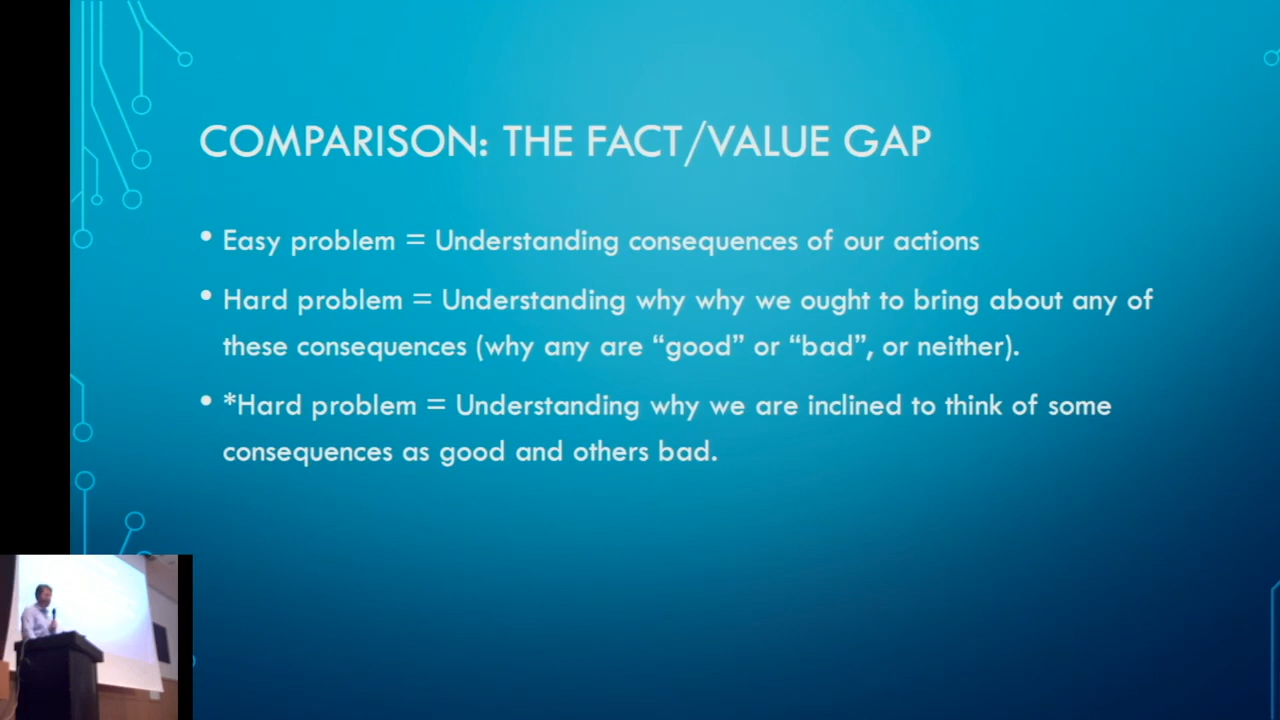 COMPARISON: THE FACT/VALUE GAP
• Easy problem = Understanding consequences of our actions
• Hard problem = Understanding why why we ought to bring about any of
these consequences (why any are “good” or “bad”, or neither).
• *Hard problem = Understanding why we are inclined to think of some
consequences as good and others bad.